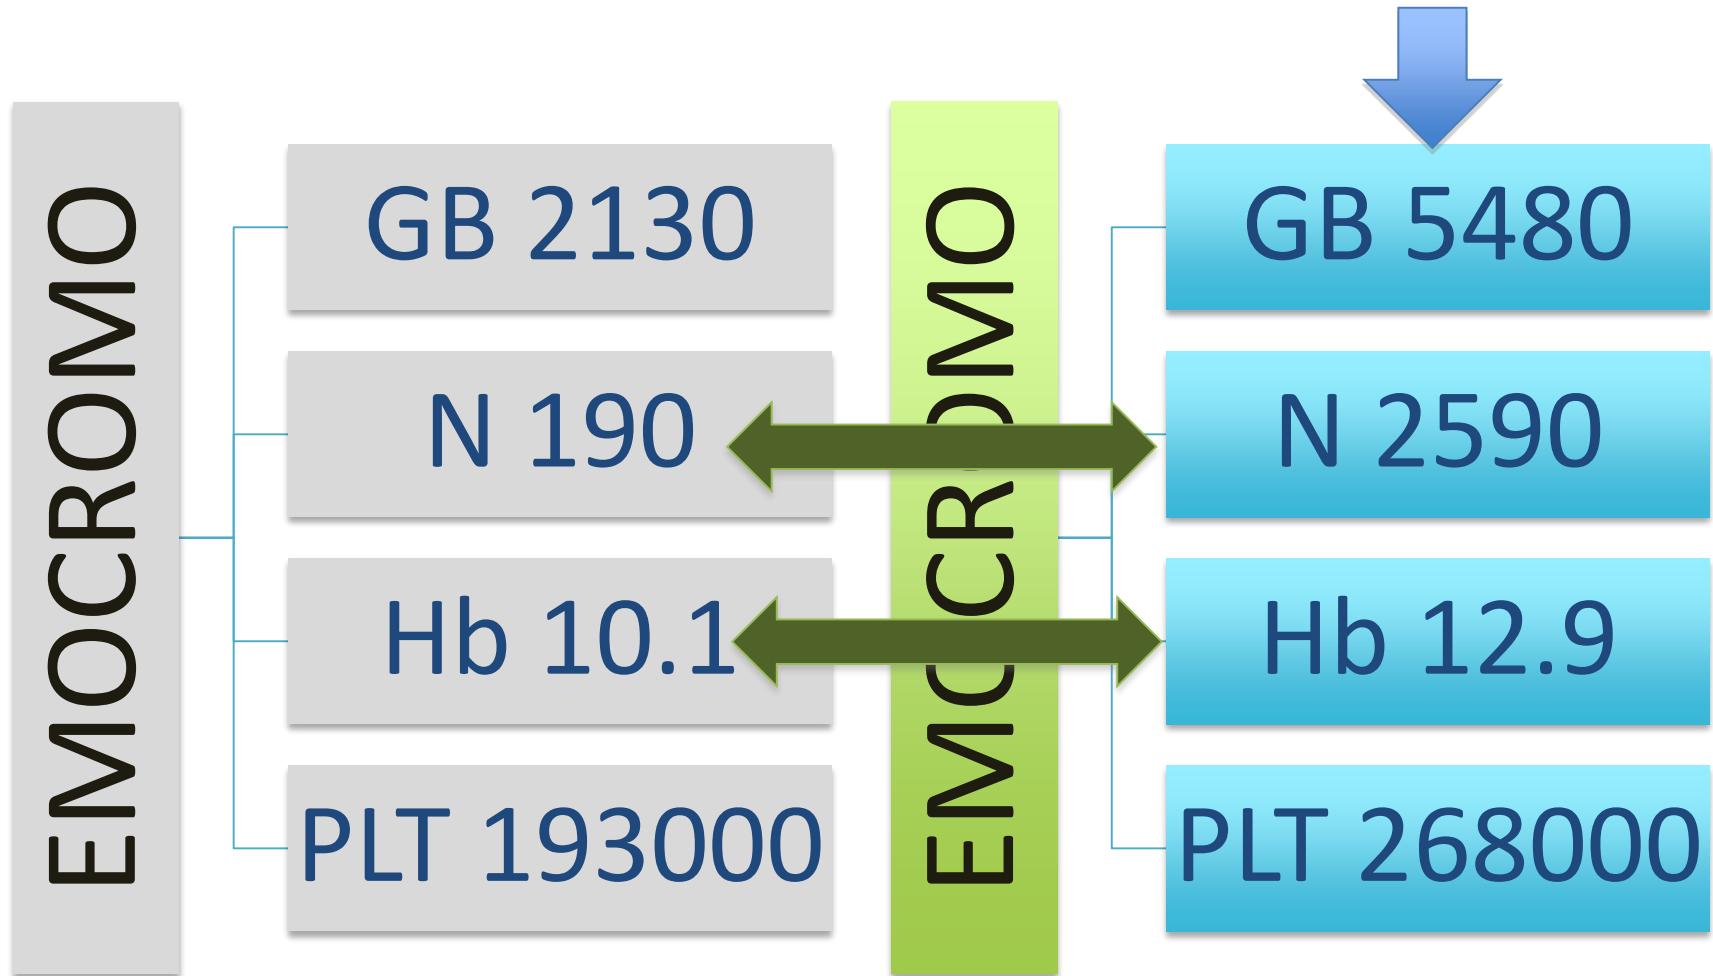 EMOCROMO
GB 2130
N 190
Hb 10.1
PLT 193000
EMOCROMO
GB 5480
N 2590
Hb 12.9
PLT 268000